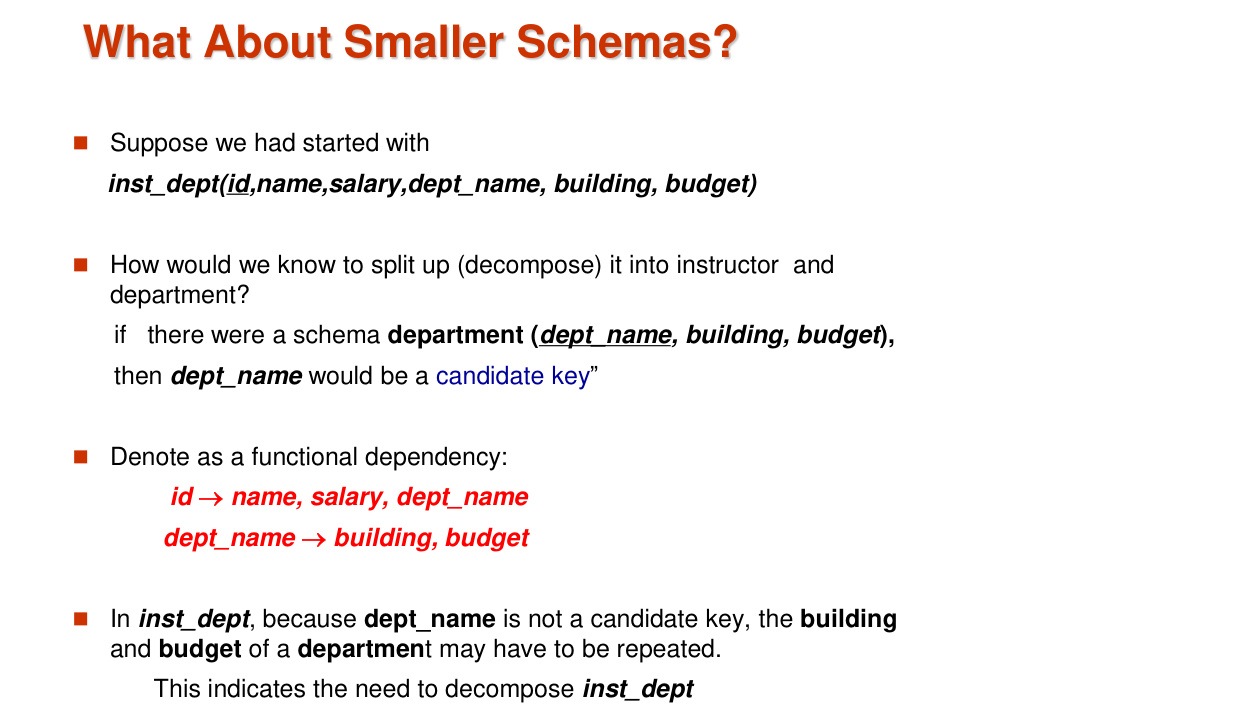 What About Smaller Schemas?
Suppose we had started with
inst_dept(id,name,salary,dept_name, building, budget)
How would we know to split up (decompose) it into instructor and
department?
if there were a schema department (dept_name, building, budget),
then dept_name would be a candidate key”
Denote as a functional dependency:
id → name, salary, dept_name
dept_name → building, budget
In inst_dept, because dept_name is not a candidate key, the building
and budget of a department may have to be repeated.
This indicates the need to decompose inst_dept